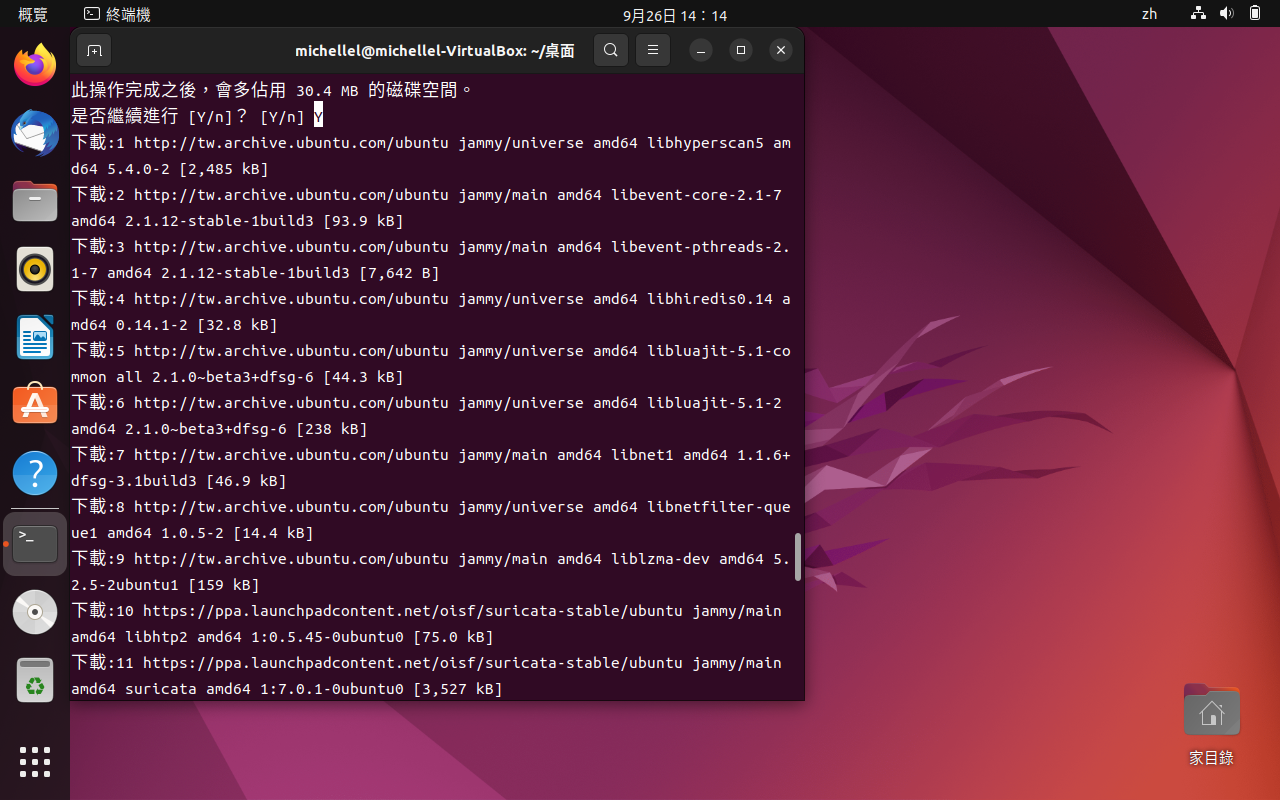 概覽
終端機
9月26日 14：14
zh
michellel@michellel-VirtualBox: ~/桌面
此操作完成之後，會多佔用 30.4 MB 的磁碟空間。
是否繼續進行 [Y/n]? [Y/n] Y
下載:1 http://tw.archive.ubuntu.com/ubuntu jammy/universe amd64 libhyperscan5 am
d64 5.4.0-2 [2,485 kB]
下載:2 http://tw.archive.ubuntu.com/ubuntu jammy/main amd64 libevent-core-2.1-7
amd64 2.1.12-stable-1build3 [93.9 kB]
下載:3 http://tw.archive.ubuntu.com/ubuntu jammy/main amd64 libevent-pthreads-2.
1-7 amd64 2.1.12-stable-1build3 [7,642 B]
下載:4 http://tw.archive.ubuntu.com/ubuntu jammy/universe amd64 libhiredis0.14 a
md64 0.14.1-2 [32.8 kB]
下載:5 http://tw.archive.ubuntu.com/ubuntu jammy/universe amd64 libluajit-5.1-co
mmon all 2.1.0~beta3+dfsg-6 [44.3 kB]
下載:6 http://tw.archive.ubuntu.com/ubuntu jammy/universe amd64 libluajit-5.1-2
amd64 2.1.0~beta3+dfsg-6 [238 kB]
下載:7 http://tw.archive.ubuntu.com/ubuntu jammy/main amd64 libnet1 amd64 1.1.6+
dfsg-3.1build3 [46.9 kB]
下載:8 http://tw.archive.ubuntu.com/ubuntu jammy/universe amd64 libnetfilter-que
ue1 amd64 1.0.5-2 [14.4 kB]
下載:9 http://tw.archive.ubuntu.com/ubuntu jammy/main amd64 liblzma-dev amd64 5.
2.5-2ubuntu1 [159 kB]
下載:10 https://ppa.launchpadcontent.net/oisf/suricata-stable/ubuntu jammy/main
amd64 libhtp2 amd64 1:0.5.45-0ubuntu0 [75.0 kB]
下載:11 https://ppa.launchpadcontent.net/oisf/suricata-stable/ubuntu jammy/main
amd64 suricata amd64 1:7.0.1-0ubuntu0 [3,527 kB]
家目錄